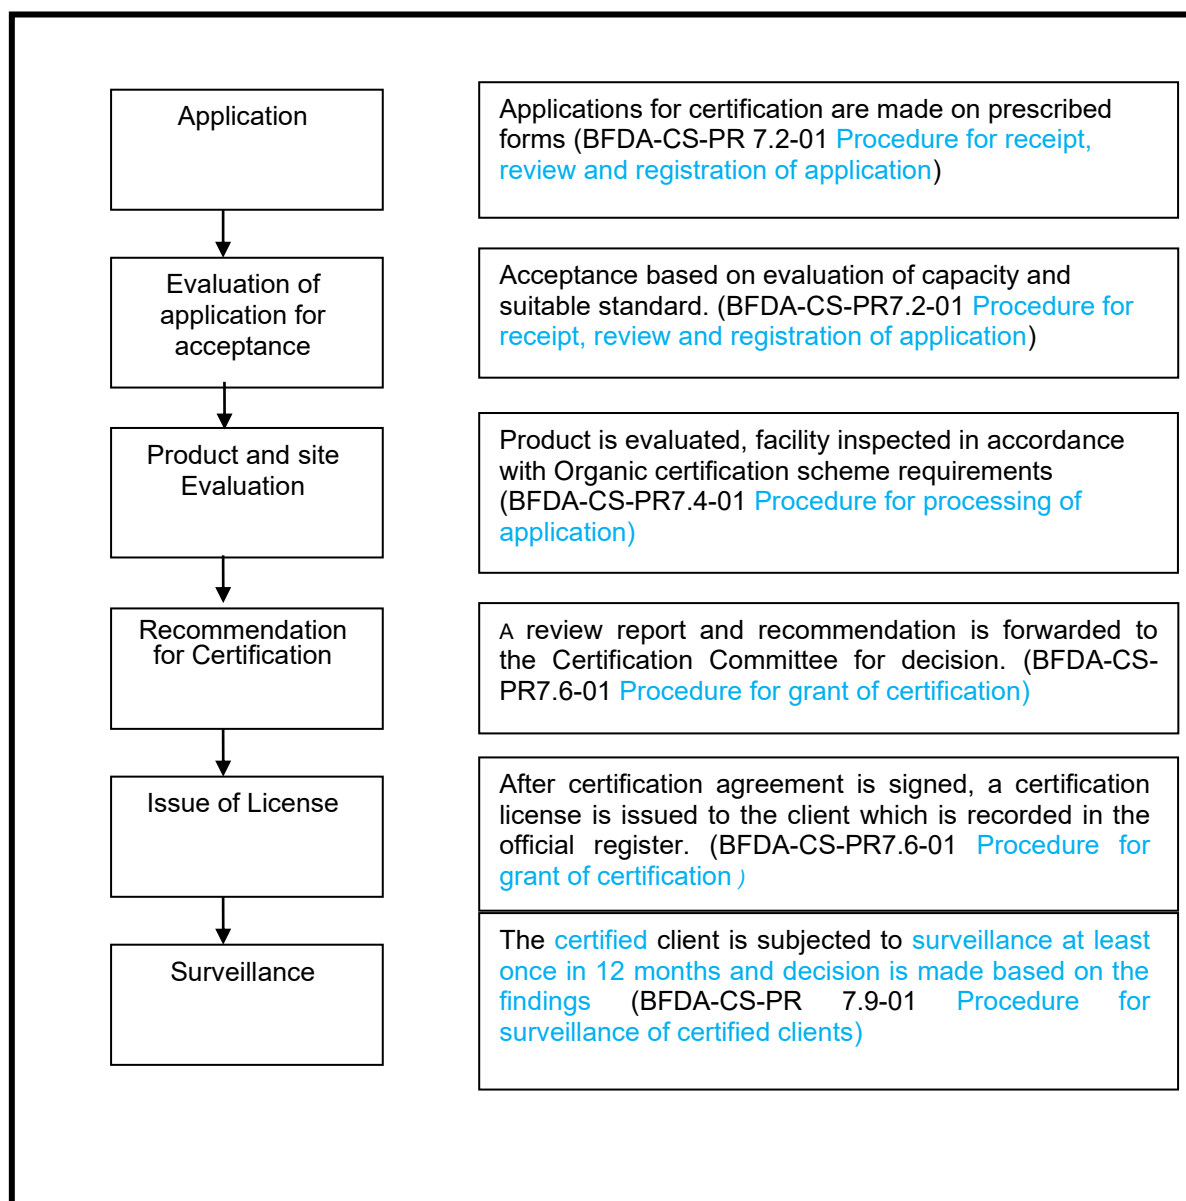 Application
Applications for certification are made on prescribed
forms (BFDA-CS-PR 7.2-01 Procedure for receipt,
review and registration of application)
Evaluation of
application for
acceptance
Acceptance based on evaluation of capacity and
suitable standard. (BFDA-CS-PR7.2-01 Procedure for
receipt, review and registration of application)
Product and site
Evaluation
Product is evaluated, facility inspected in accordance
with Organic certification scheme requirements
(BFDA-CS-PR7.4-01 Procedure for processing of
application)
Recommendation
for Certification
A review report and recommendation is forwarded to
the Certification Committee for decision. (BFDA-CS-
PR7.6-01 Procedure for grant of certification)
Issue of License
After certification agreement is signed, a certification
license is issued to the client which is recorded in the
official register. (BFDA-CS-PR7.6-01 Procedure for
grant of certification )
Surveillance
The certified client is subjected to surveillance at least
once in 12 months and decision is made based on the
findings (BFDA-CS-PR 7.9-01 Procedure for
surveillance of certified clients)